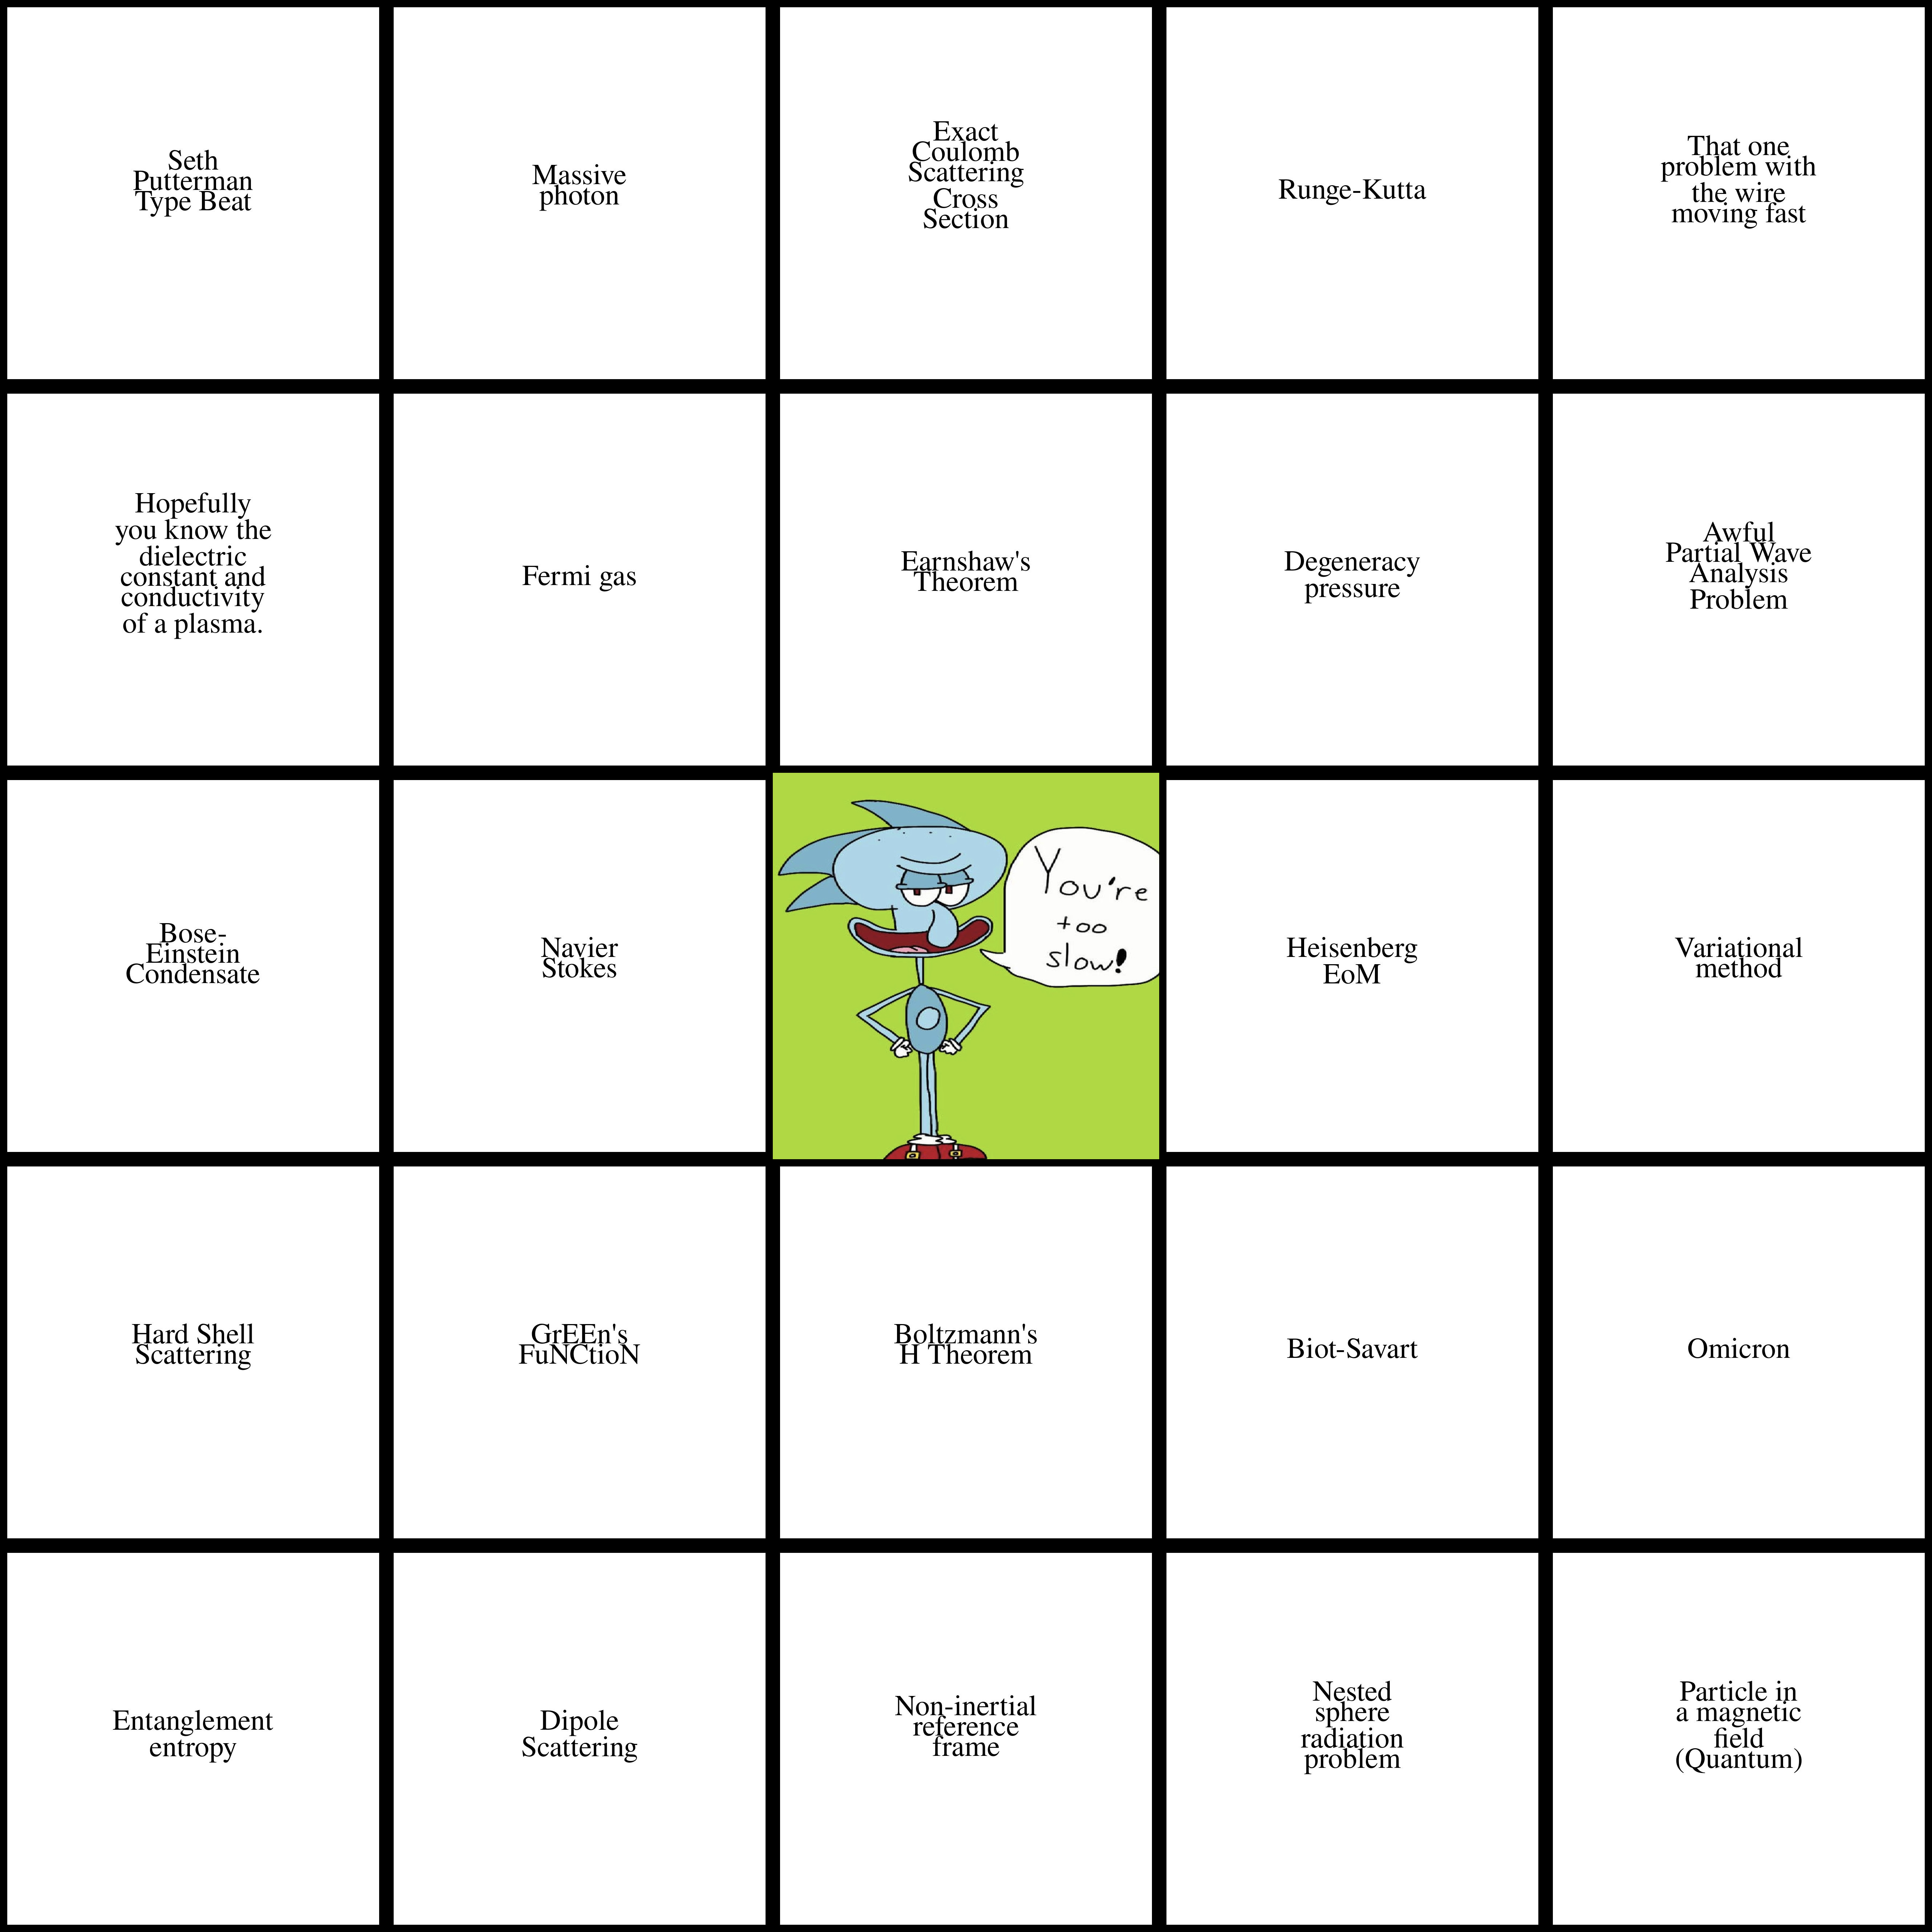 Seth
Putterman
Type Beat
Massive
photon
Exact
Coulomb
Scattering
Cross
Section
Runge-Kutta
That one
problem with
the wire
moving fast
Hopefully
you know the
dielectric
constant and
conductivity
of a plasma.
Fermi gas
Earnshaw's
Theorem
Degeneracy
pressure
Awful
Partial Wave
Analysis
Problem
Bose-
Einstein
Condensate
Navier
Stokes
You're
too
slow!
Heisenberg
EoM
Variational
method
Hard Shell
Scattering
GrEEn's
FuNCtioN
Boltzmann's
H Theorem
Biot-Savart
Omicron
Entanglement
entropy
Dipole
Scattering
Non-inertial
reference
frame
Nested
sphere
radiation
problem
Particle in
a magnetic
field
(Quantum)